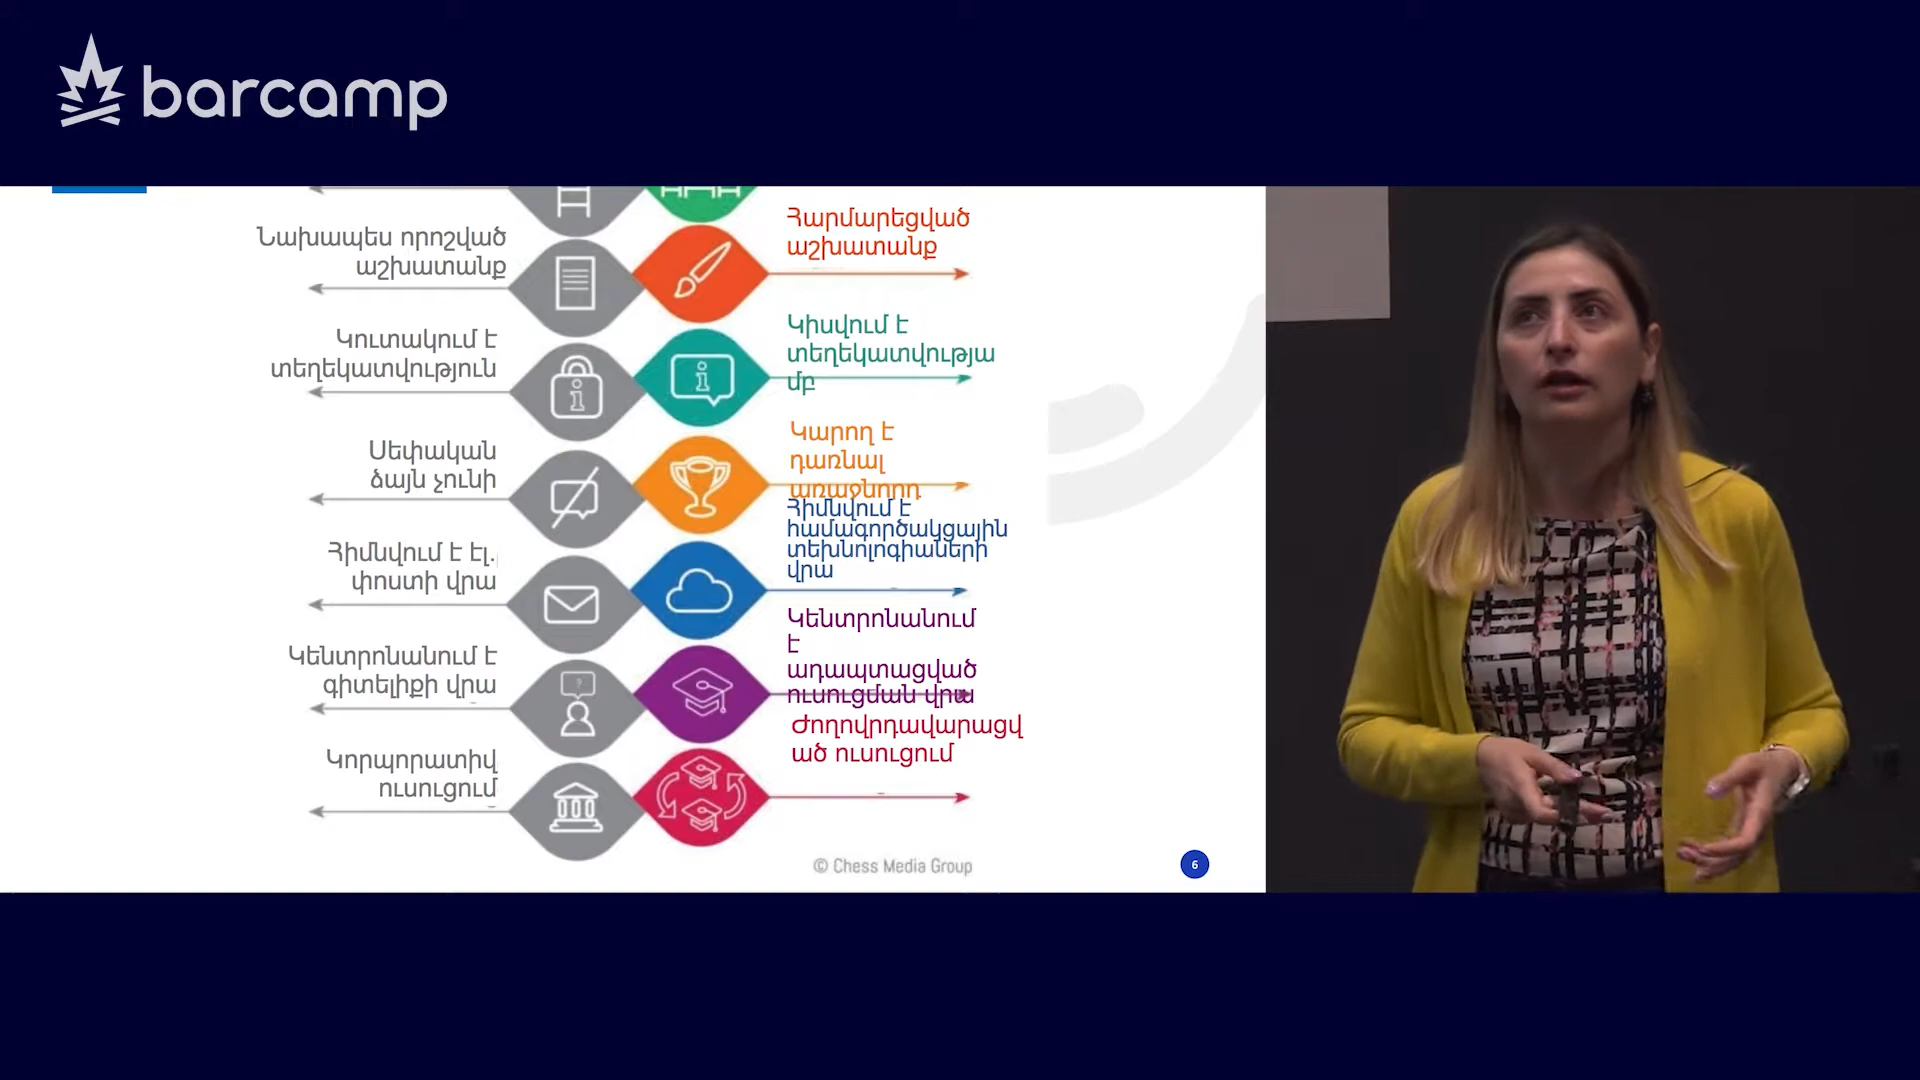 barcamp
Նախապես որոշված
աշխատանք
Հարմարեցված
աշխատանք
Կուտակում է
տեղեկատվություն
Կիսվում է
տեղեկատվությա
մբ
Սեփական
ձայն չունի
Կարող է
դառնալ
առաջնորդ
Հիմնվում է էլ.
փոստի վրա
Հիմնվում է
համագործակցային
տեխնոլոգիաների
վրա
Կենտրոնանում է
գիտելիքի վրա
Կենտրոնանում
է
ադապտացված
ուսուցման վրա
Կորպորատիվ
ուսուցում
Ժողովրդավարացվ
ած ուսուցում
© Chess Media Group
6